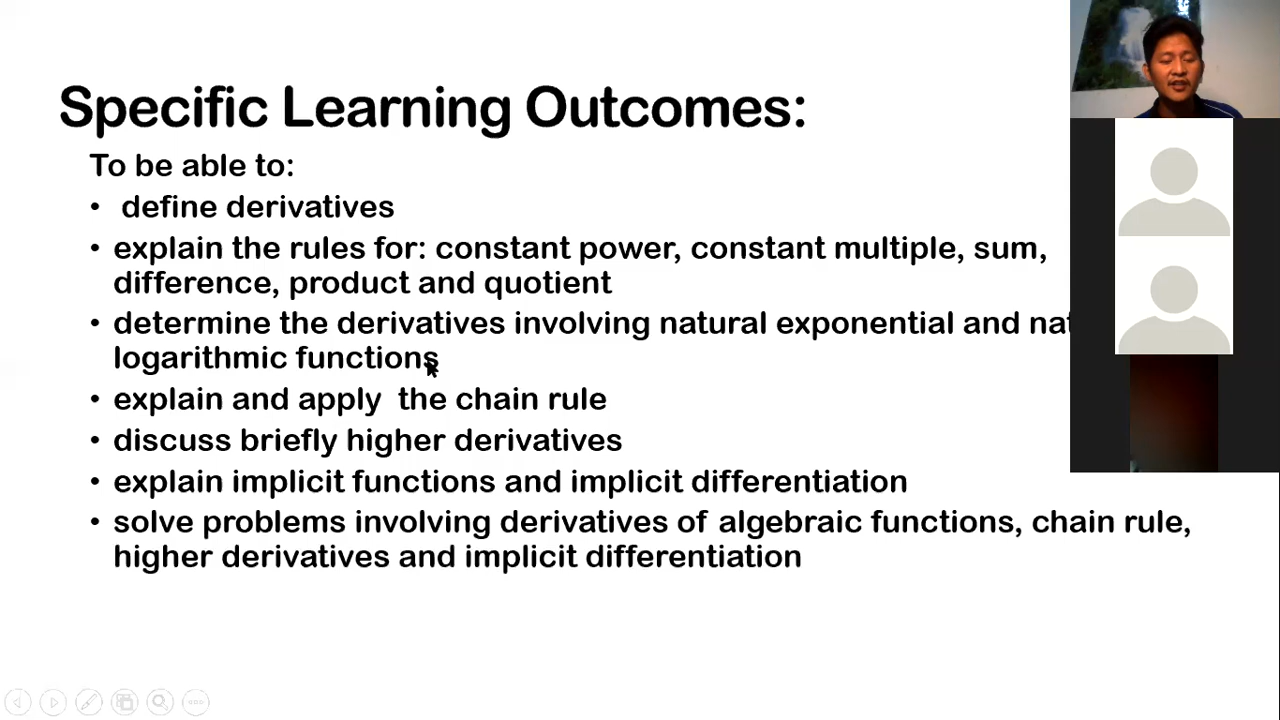 Specific Learning Outcomes:
To be able to:
• define derivatives
• explain the rules for: constant power, constant multiple, sum,
difference, product and quotient
• determine the derivatives involving natural exponential and nat
logarithmic functions
• explain and apply the chain rule
• discuss briefly higher derivatives
• explain implicit functions and implicit differentiation
• solve problems involving derivatives of algebraic functions, chain rule,
higher derivatives and implicit differentiation